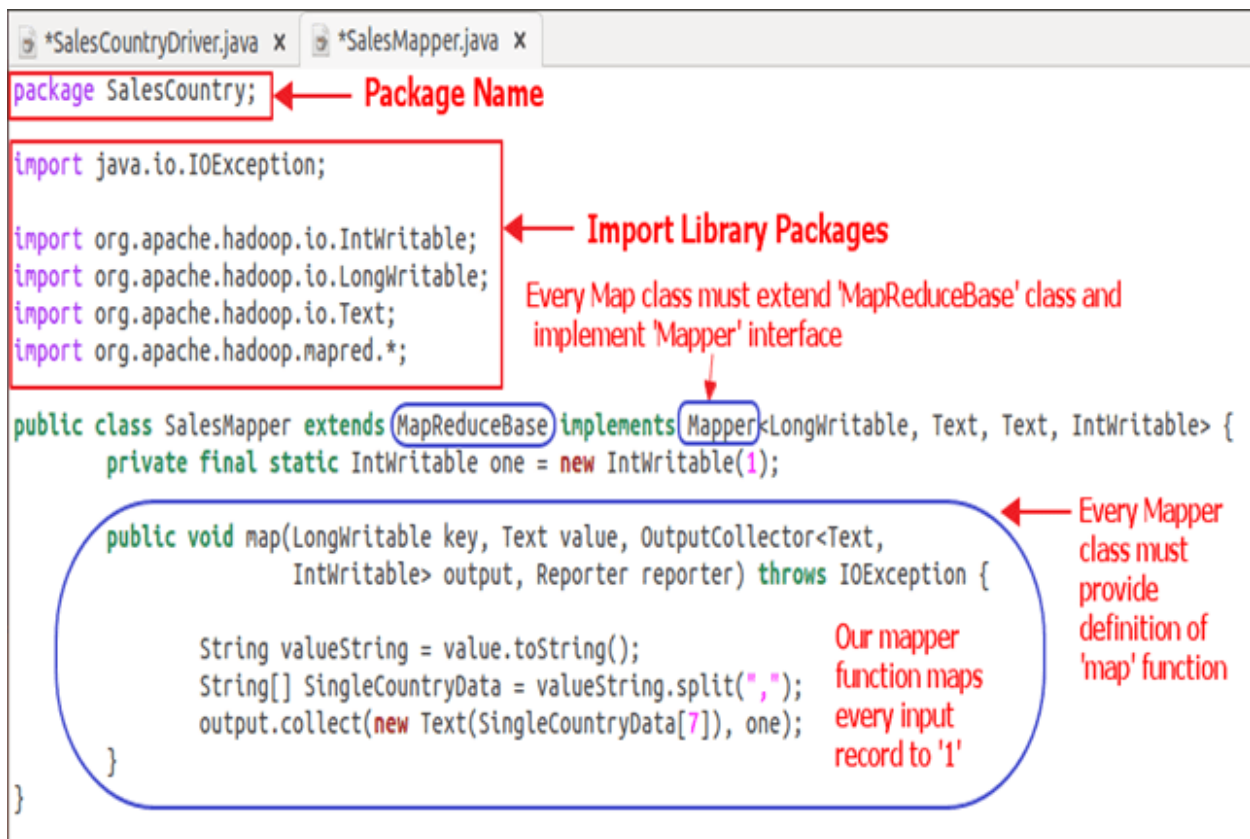 *SalesCountryDriver.java x *SalesMapper.java x
package SalesCountry;
Package Name
import java.io.IOException;
import org.apache.hadoop.io.IntWritable;
import org.apache.hadoop.io.LongWritable;
import org.apache.hadoop.io.Text;
import org.apache.hadoop.mapred.*;
Import Library Packages
Every Map class must extend 'MapReduceBase' class and
implement 'Mapper' interface
public class SalesMapper extends MapReduceBase implements Mapper<LongWritable, Text, Text, IntWritable> {
private final static IntWritable one = new IntWritable(1);
public void map(LongWritable key, Text value, OutputCollector<Text,
IntWritable> output, Reporter reporter) throws IOException {
String valueString = value.toString();
String[] SingleCountryData = valueString.split(",");
output.collect(new Text(SingleCountryData[7]), one);
}
}
Our mapper
function maps
every input
record to '1'
Every Mapper
class must
provide
definition of
'map' function